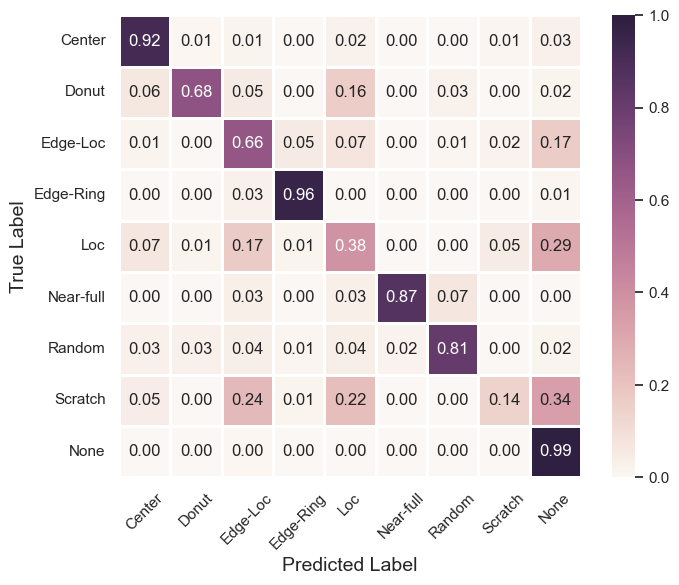 Center 0.92 0.01 0.01 0.00 0.02 0.00 0.00 0.01 0.03
Donut 0.06 0.68 0.05 0.00 0.16 0.00 0.03 0.00 0.02
Edge-Loc 0.01 0.00 0.66 0.05 0.07 0.00 0.01 0.02 0.17
Edge-Ring 0.00 0.00 0.03 0.96 0.00 0.00 0.00 0.00 0.01
Loc 0.07 0.01 0.17 0.01 0.38 0.00 0.00 0.05 0.29
Near-full 0.00 0.00 0.03 0.00 0.03 0.87 0.07 0.00 0.00
Random 0.03 0.03 0.04 0.01 0.04 0.02 0.81 0.00 0.02
Scratch 0.05 0.00 0.24 0.01 0.22 0.00 0.00 0.14 0.34
None 0.00 0.00 0.00 0.00 0.00 0.00 0.00 0.00 0.99
Center Donut Edge-Loc Edge-Ring Loc Near-full Random Scratch None
Predicted Label
True Label
1.0
0.8
0.6
0.4
0.2
0.0